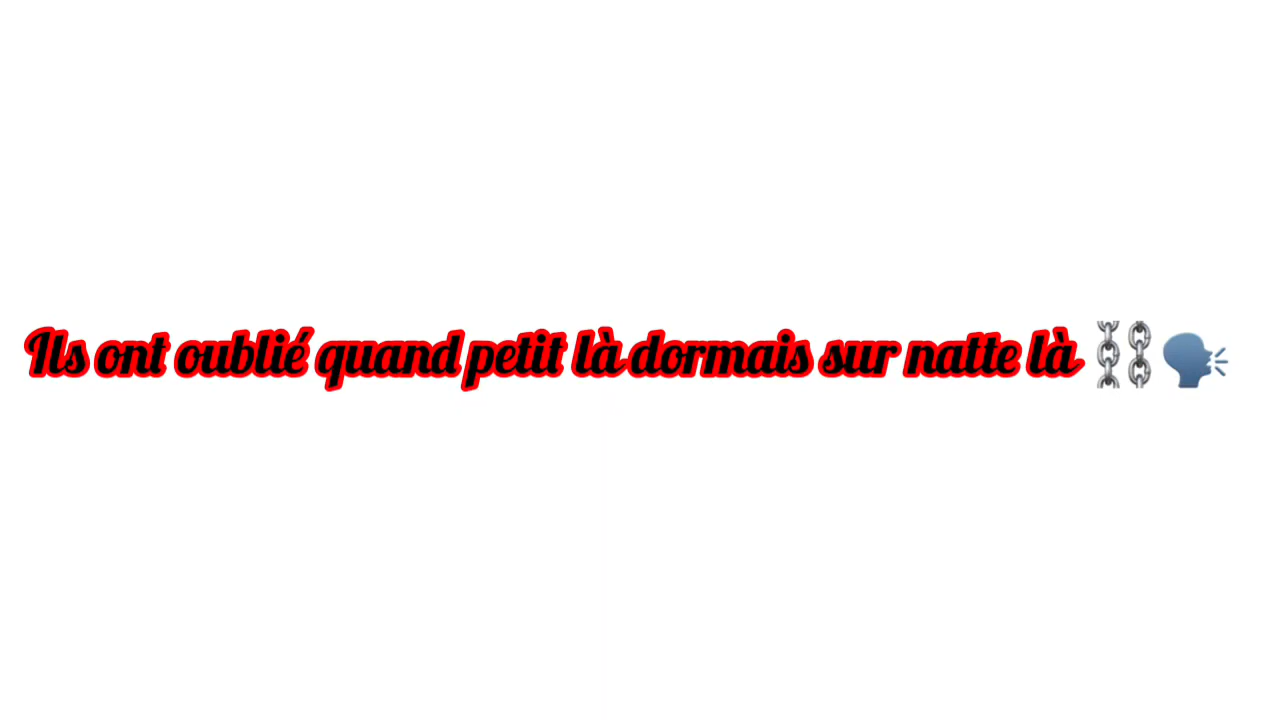 Ils ont oublié quand petit là dormais sur natte là ⛓️🗣️